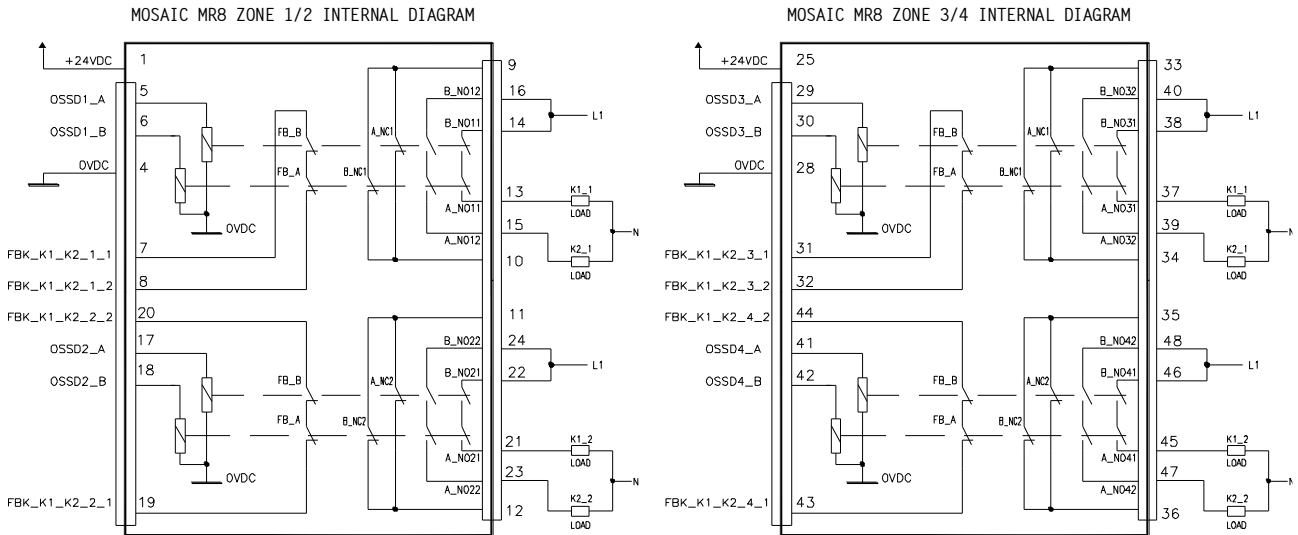 MOSAIC MR8 ZONE 1/2 INTERNAL DIAGRAM
+24VDC
1
5
OSSD1_A
6
OSSD1_B
0VDC
4
0VDC
7
FBK_K1_K2_1_1
8
FBK_K1_K2_1_2
20
FBK_K1_K2_2_2
17
OSSD2_A
18
OSSD2_B
0VDC
19
FBK_K1_K2_2_1
FB_B
FB_A
A_NC1
B_NC1
B_NO12
B_NO11
A_NO11
A_NO12
9
16
14
L1
13
K1_1
LOAD
15
K2_1
LOAD
N
10
FB_B
FB_A
A_NC2
B_NC2
B_NO22
B_NO21
A_NO21
A_NO22
11
24
22
L1
21
K1_2
LOAD
23
K2_2
LOAD
N
12
MOSAIC MR8 ZONE 3/4 INTERNAL DIAGRAM
+24VDC
25
29
OSSD3_A
30
OSSD3_B
0VDC
28
0VDC
31
FBK_K1_K2_3_1
32
FBK_K1_K2_3_2
44
FBK_K1_K2_4_2
41
OSSD4_A
42
OSSD4_B
0VDC
43
FBK_K1_K2_4_1
FB_B
FB_A
A_NC1
B_NC1
B_NO32
B_NO31
A_NO31
A_NO32
33
40
38
L1
37
K1_1
LOAD
39
K2_1
LOAD
N
34
FB_B
FB_A
A_NC2
B_NC2
B_NO42
B_NO41
A_NO41
A_NO42
35
48
46
L1
45
K1_2
LOAD
47
K2_2
LOAD
N
36